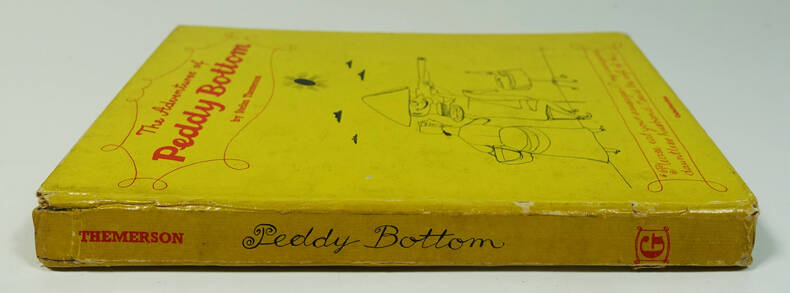 The Adventures of
Peddy Bottom
by Stefan Themerson
THEMERSON
Peddy Bottom
G